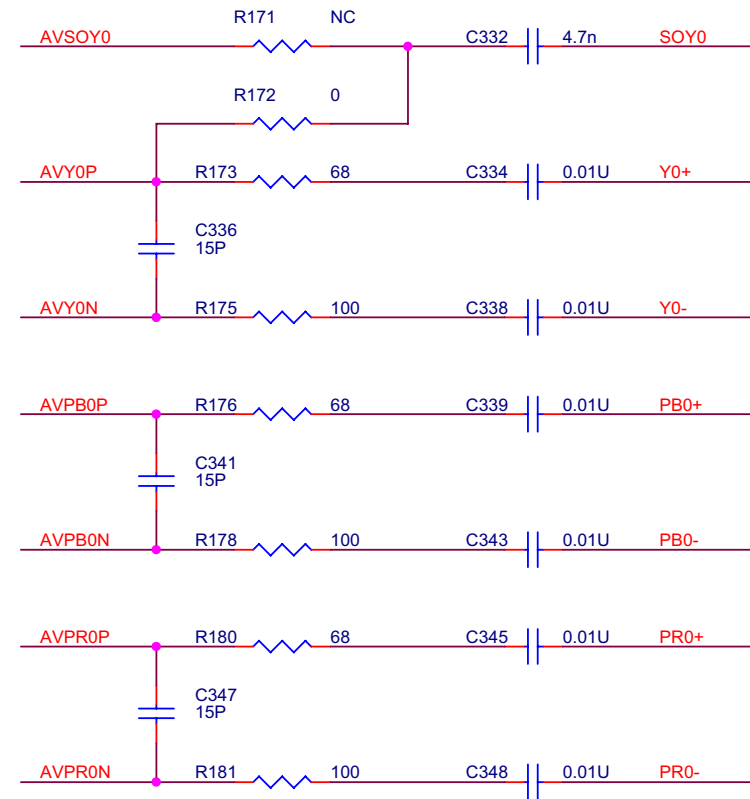 R171 NC
AVSOY0 C332 4.7n SOY0
R172 0
AVY0P R173 68 C334 0.01U Y0+
C336
15P
AVY0N R175 100 C338 0.01U Y0-
AVPB0P R176 68 C339 0.01U PB0+
C341
15P
AVPB0N R178 100 C343 0.01U PB0-
AVPR0P R180 68 C345 0.01U PR0+
C347
15P
AVPR0N R181 100 C348 0.01U PR0-